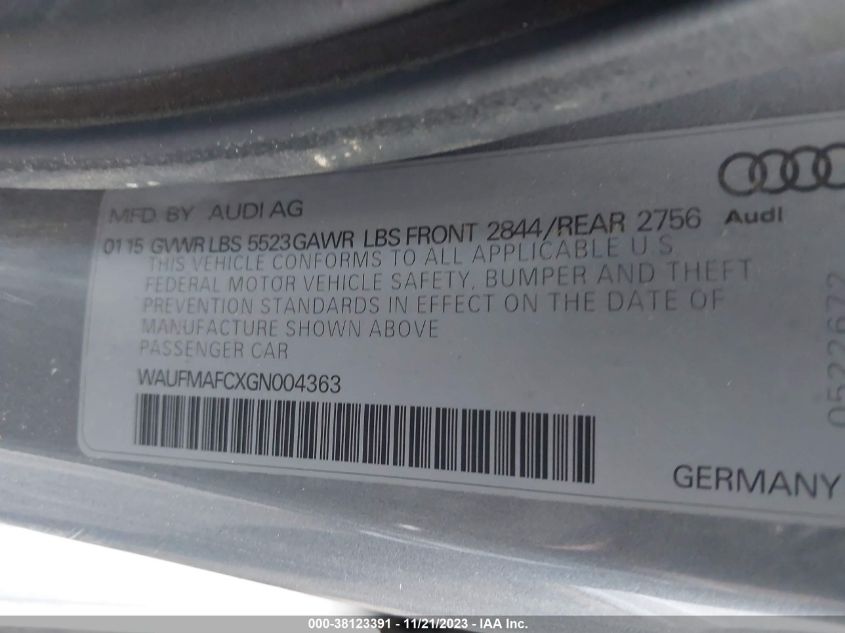 MFD. BY AUDI AG
01 15 GVWR LBS 5523 GAWR LBS FRONT 2844/REAR 2756
Audi
THIS VEHICLE CONFORMS TO ALL APPLICABLE U.S.
FEDERAL MOTOR VEHICLE SAFETY, BUMPER AND THEFT
PREVENTION STANDARDS IN EFFECT ON THE DATE OF
MANUFACTURE SHOWN ABOVE
PASSENGER CAR
WAUFMAFCXGN004363
GERMANY
0522672
000-38123391 - 11/21/2023 - IAA Inc.